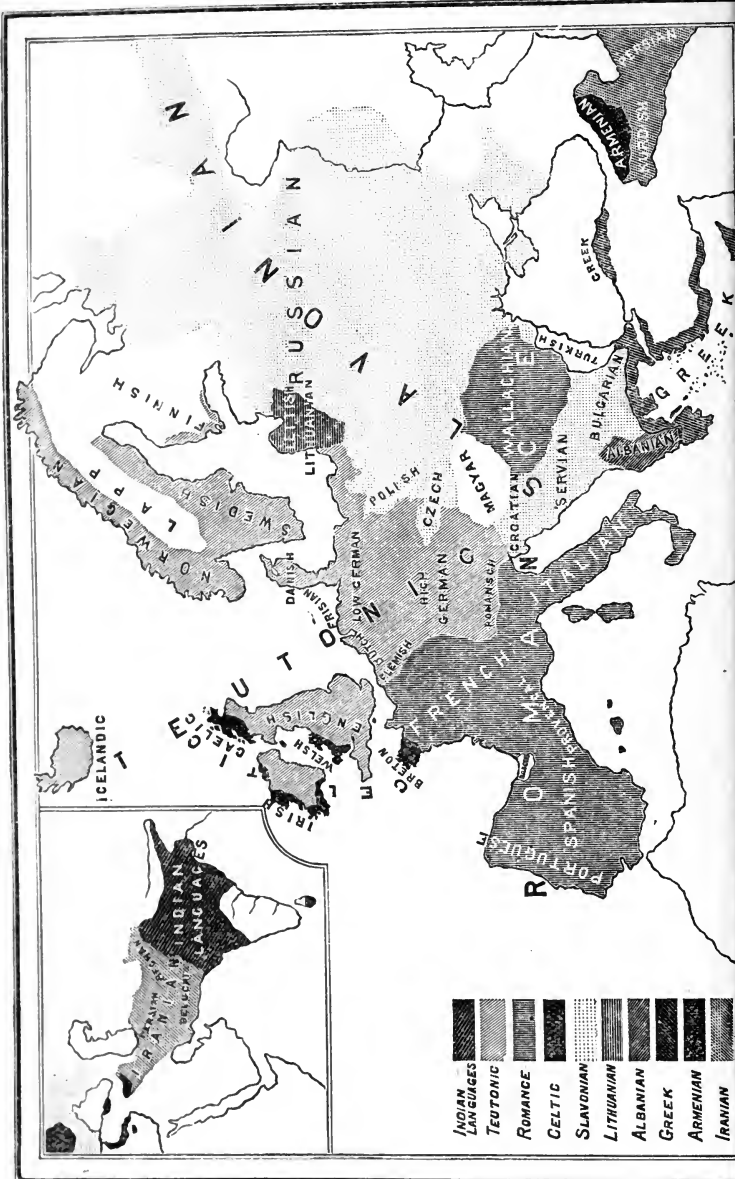 ICELANDIC
TEUTONIC
NORWEGIAN
LAPP
SWEDISH
FINNISH
DANISH
FRISIAN
DUTCH
FLEMISH
LOW GERMAN
HIGH
GERMAN
ROMANSCH
ENGLISH
GAELIC
WELSH
IRISH
CELTIC
BRETON
LETTISH
LITHUANIAN
RUSSIAN
SLAVONIAN
POLISH
CZECH
MAGYAR
WALLACHIAN
CROATIAN
SERVIAN
BULGARIAN
TURKISH
ALBANIAN
GREEK
GREEK
ARMENIAN
KURDISH
PERSIAN
ROMANCE
FRENCH
PROVENÇAL
ITALIAN
SPANISH
PORTUGUESE
INDIAN
LANGUAGES
IRANIAN
AFGHAN
INDIAN
LANGUAGES
TEUTONIC
ROMANCE
CELTIC
SLAVONIAN
LITHUANIAN
ALBANIAN
GREEK
ARMENIAN
IRANIAN